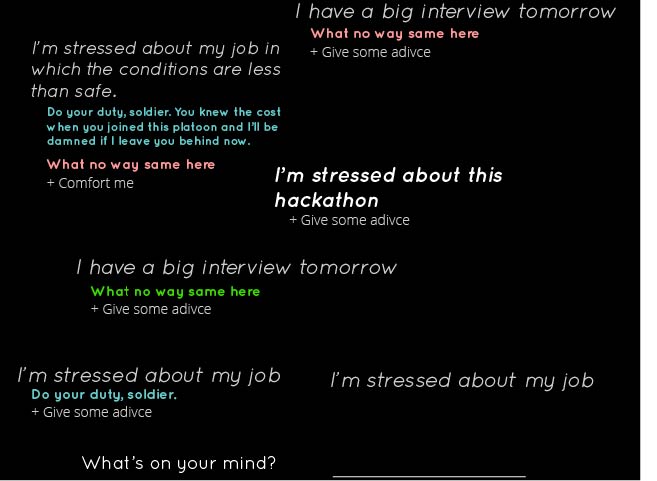 I have a big interview tomorrow
What no way same here
+ Give some adivce
I'm stressed about my job in
which the conditions are less
than safe.
Do your duty, soldier. You knew the cost
when you joined this platoon and I'll be
damned if I leave you behind now.
What no way same here
+ Comfort me
I'm stressed about this
hackathon
+ Give some adivce
I have a big interview tomorrow
What no way same here
+ Give some adivce
I'm stressed about my job
Do your duty, soldier.
+ Give some adivce
I'm stressed about my job
What's on your mind?